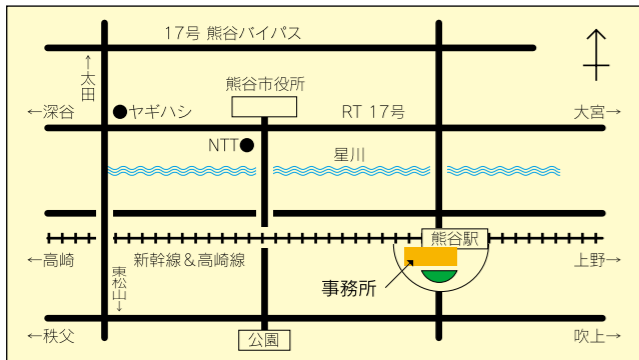 17号 熊谷バイパス
←太田
熊谷市役所
←深谷
ヤギハシ
RT 17号
大宮→
NTT
星川
熊谷駅
←高崎
新幹線&高崎線
上野→
東松山→
事務所
←秩父
公園
吹上→